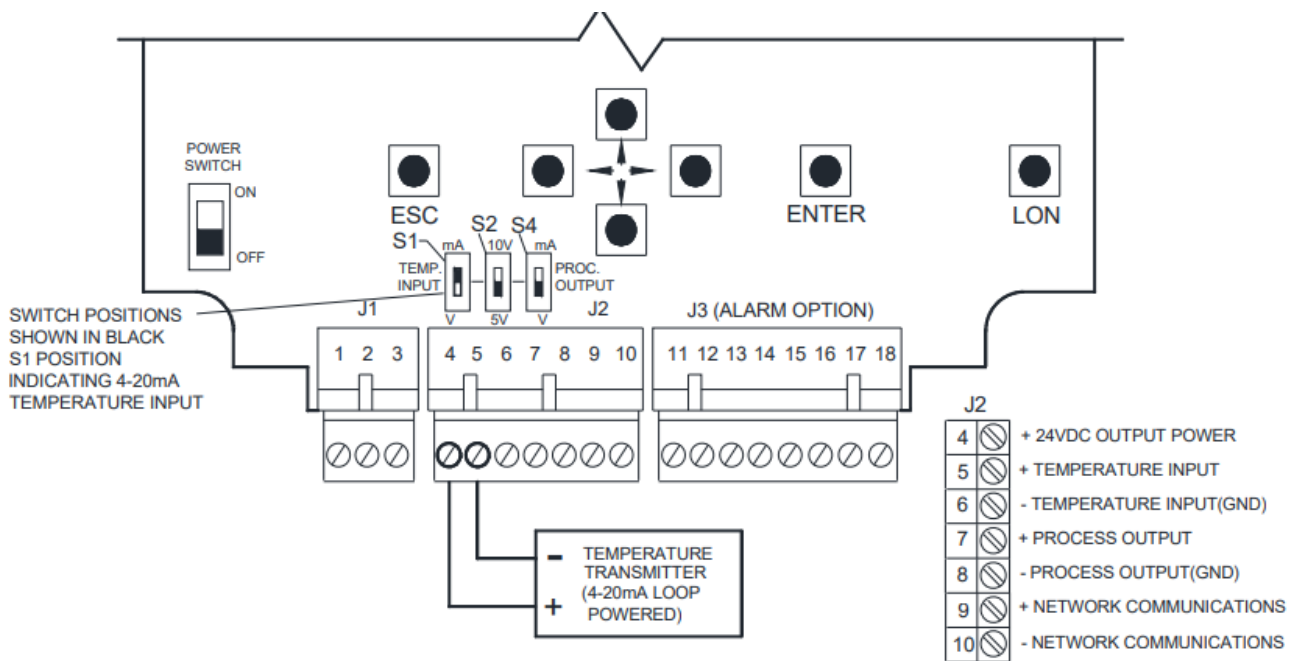 POWER
SWITCH
ON
OFF
ESC
ENTER
LON
S1
S2
S4
mA
10V
mA
TEMP.
INPUT
PROC.
OUTPUT
V
5V
V
SWITCH POSITIONS
SHOWN IN BLACK
S1 POSITION
INDICATING 4-20mA
TEMPERATURE INPUT
J1
J2
J3 (ALARM OPTION)
1 2 3
4 5 6 7 8 9 10
11 12 13 14 15 16 17 18
- TEMPERATURE
TRANSMITTER
(4-20mA LOOP
+ POWERED)
J2
4 + 24VDC OUTPUT POWER
5 + TEMPERATURE INPUT
6 - TEMPERATURE INPUT(GND)
7 + PROCESS OUTPUT
8 - PROCESS OUTPUT(GND)
9 + NETWORK COMMUNICATIONS
10 - NETWORK COMMUNICATIONS